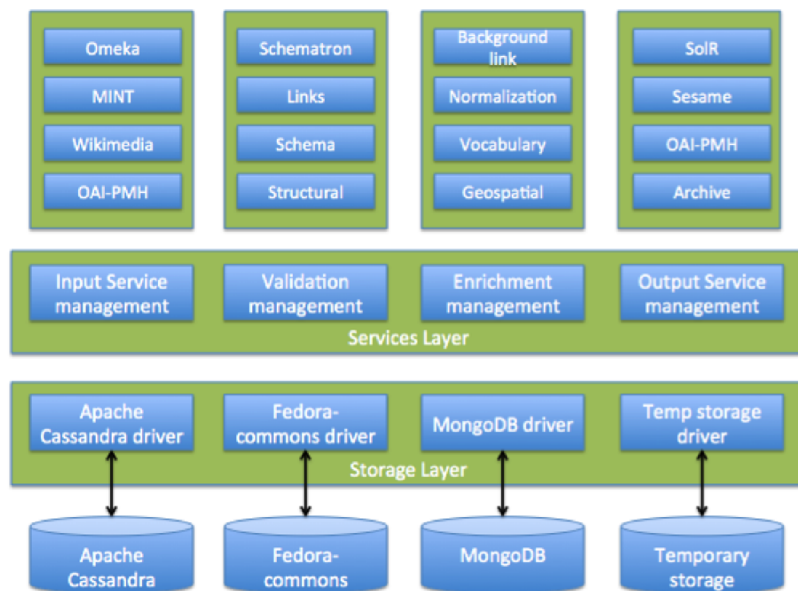 Omeka
MINT
Wikimedia
OAI-PMH
Schematron
Links
Schema
Structural
Background
link
Normalization
Vocabulary
Geospatial
SolR
Sesame
OAI-PMH
Archive
Input Service
management
Validation
management
Enrichment
management
Output Service
management
Services Layer
Apache
Cassandra driver
Fedora-
commons driver
MongoDB driver
Temp storage
driver
Storage Layer
Apache
Cassandra
Fedora-
commons
MongoDB
Temporary
storage